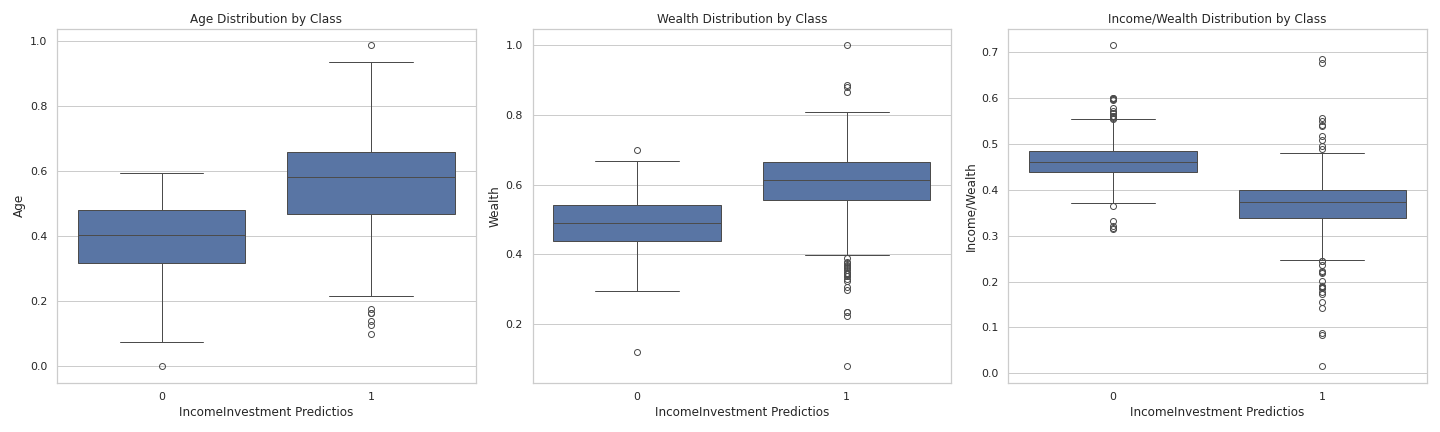 Age Distribution by Class
1.0
0.8
0.6
0.4
0.2
0.0
Age
0
1
IncomeInvestment Predictios
Wealth Distribution by Class
1.0
0.8
0.6
0.4
0.2
Wealth
0
1
IncomeInvestment Predictios
Income/Wealth Distribution by Class
0.7
0.6
0.5
0.4
0.3
0.2
0.1
0.0
Income/Wealth
0
1
IncomeInvestment Predictios